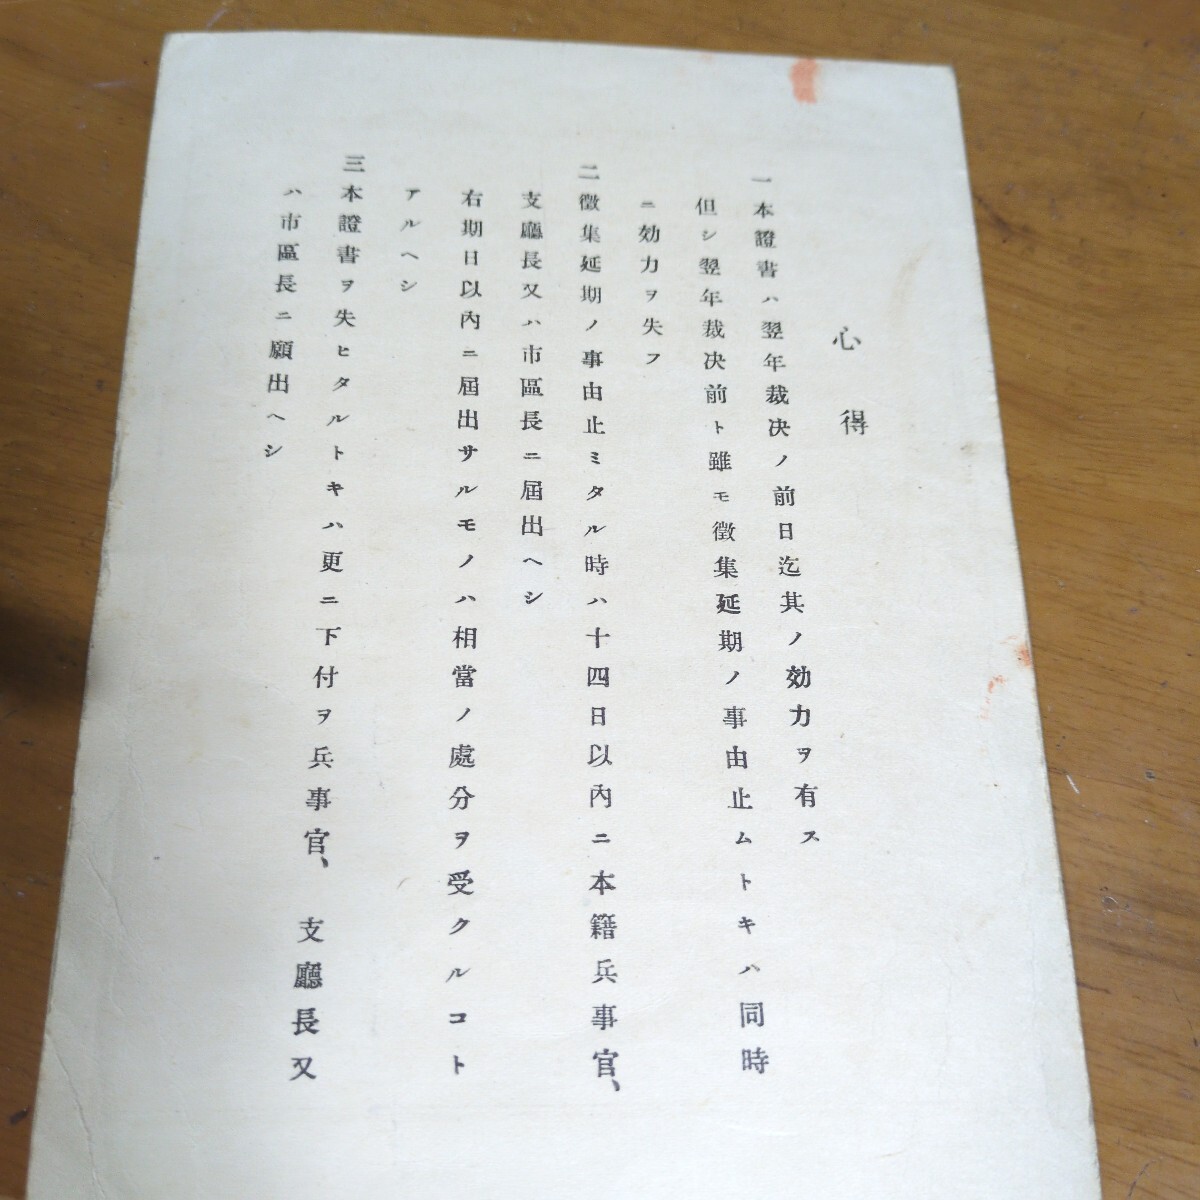 心得
一本證書ハ翌年裁决ノ前日迄其ノ効力ヲ有ス
但シ翌年裁决前ト雖モ徵集延期ノ事由止ムトキハ同時
ニ効力ヲ失フ
二徵集延期ノ事由止ミタル時ハ十四日以內ニ本籍兵事官、
支廳長又ハ市區長ニ屆出ヘシ
右期日以內ニ屆出サルモノハ相當ノ處分ヲ受クルコト
アルヘシ
三本證書ヲ失ヒタルトキハ更ニ下付ヲ兵事官、支廳長又
ハ市區長ニ願出ヘシ